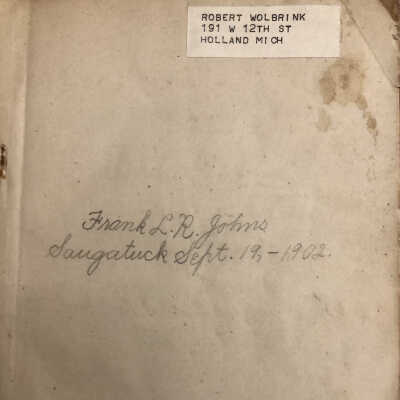 ROBERT WOLBRINK
191 W 12TH ST
HOLLAND MICH
Frank L. R. Johns
Saugatuck Sept. 19, -1902.